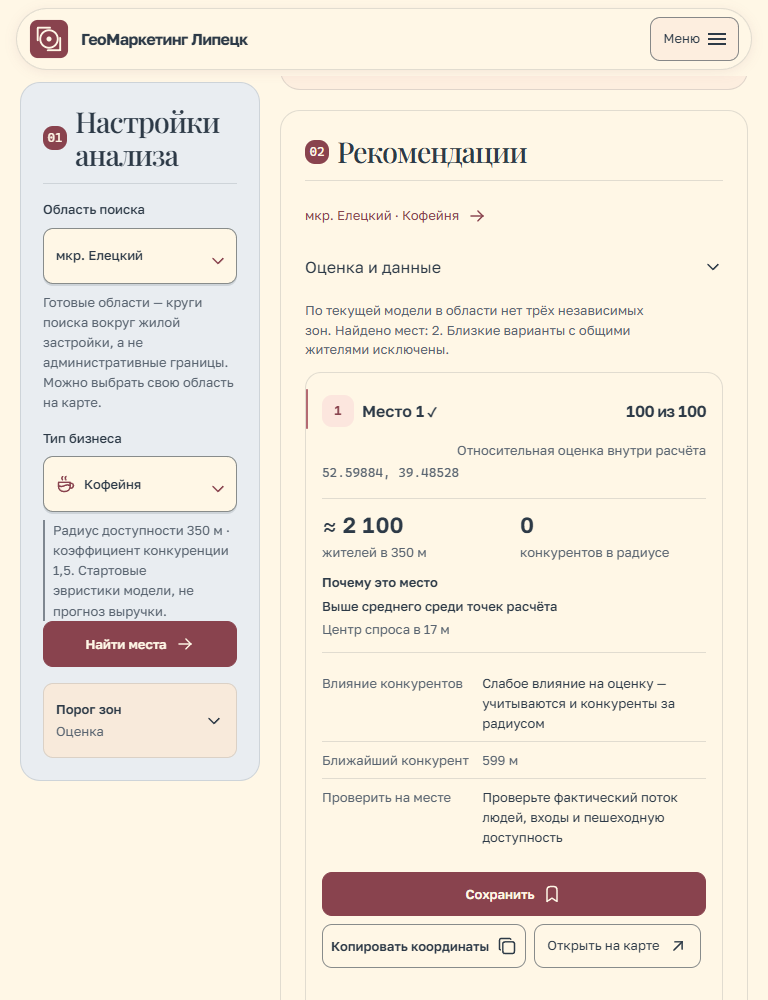 ГеоМаркетинг Липецк
Меню
01
Настройки
анализа
Область поиска
мкр. Елецкий
Готовые области — круги
поиска вокруг жилой
застройки, а не
административные границы.
Можно выбрать свою область
на карте.
Тип бизнеса
Кофейня
Радиус доступности 350 м ·
коэффициент конкуренции
1,5. Стартовые
эвристики модели, не
прогноз выручки.
Найти места
Порог зон
Оценка
02
Рекомендации
мкр. Елецкий · Кофейня
Оценка и данные
По текущей модели в области нет трёх независимых
зон. Найдено мест: 2. Близкие варианты с общими
жителями исключены.
1
Место 1 ✓
100 из 100
Относительная оценка внутри расчёта
52.59884, 39.48528
≈ 2 100
жителей в 350 м
0
конкурентов в радиусе
Почему это место
Выше среднего среди точек расчёта
Центр спроса в 17 м
Влияние конкурентов
Слабое влияние на оценку —
учитываются и конкуренты за
радиусом
Ближайший конкурент
599 м
Проверить на месте
Проверьте фактический поток
людей, входы и пешеходную
доступность
Сохранить
Копировать координаты
Открыть на карте